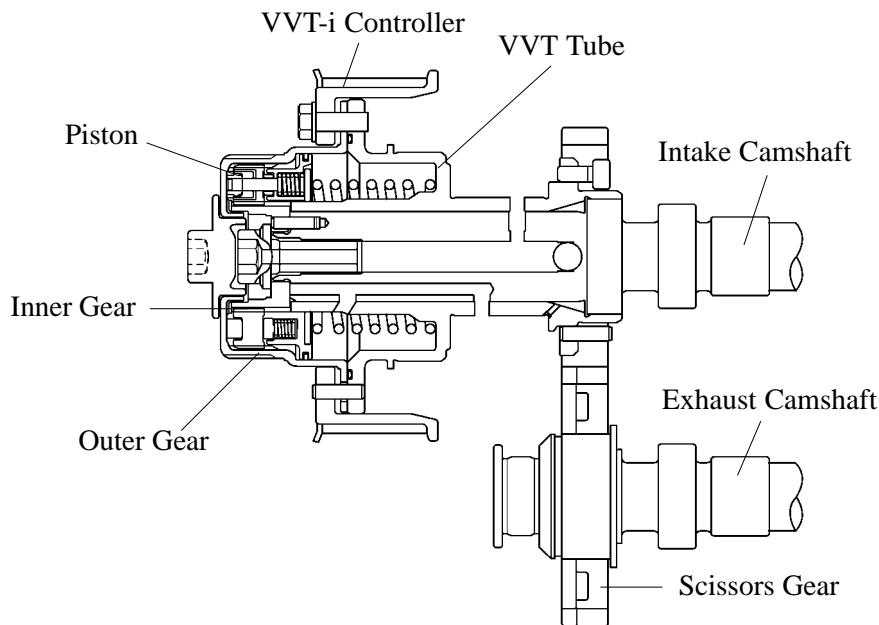 VVT-i Controller
VVT Tube
Piston
Intake Camshaft
Inner Gear
Exhaust Camshaft
Outer Gear
Scissors Gear